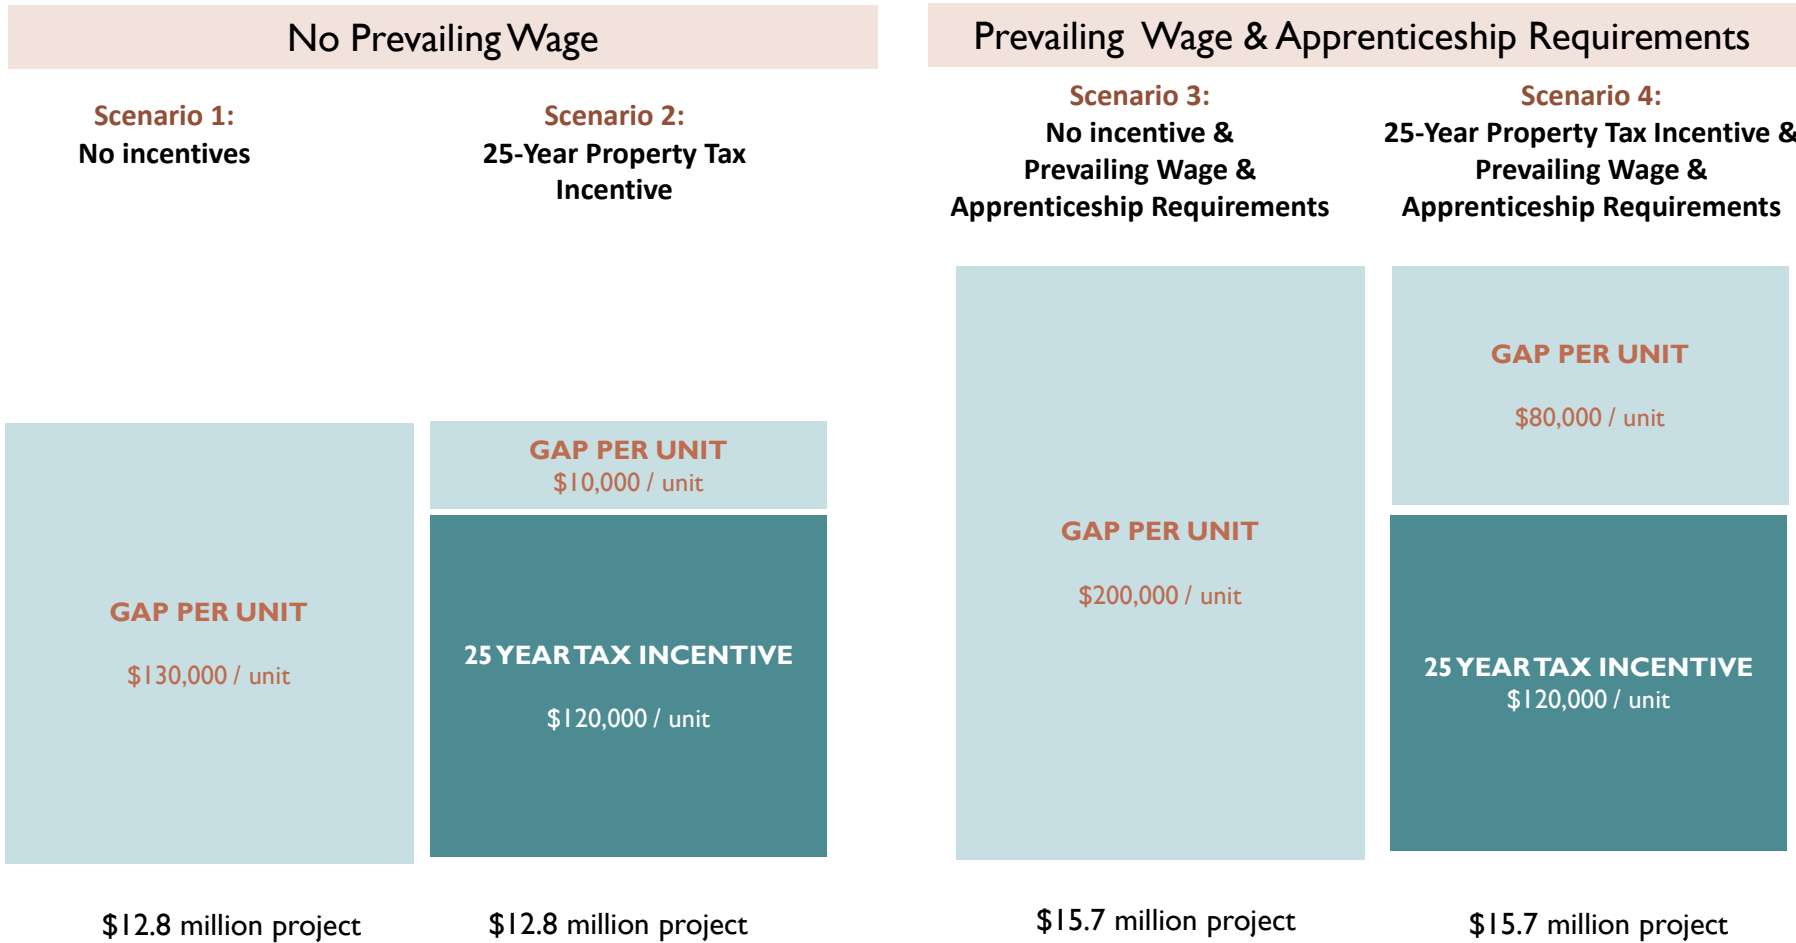 No Prevailing Wage
Scenario 1:
No incentives
Scenario 2:
25-Year Property Tax
Incentive
GAP PER UNIT
$130,000 / unit
GAP PER UNIT
$10,000 / unit
25 YEAR TAX INCENTIVE
$120,000 / unit
$12.8 million project
$12.8 million project
Prevailing Wage & Apprenticeship Requirements
Scenario 3:
No incentive &
Prevailing Wage &
Apprenticeship Requirements
Scenario 4:
25-Year Property Tax Incentive &
Prevailing Wage &
Apprenticeship Requirements
GAP PER UNIT
$200,000 / unit
GAP PER UNIT
$80,000 / unit
25 YEAR TAX INCENTIVE
$120,000 / unit
$15.7 million project
$15.7 million project